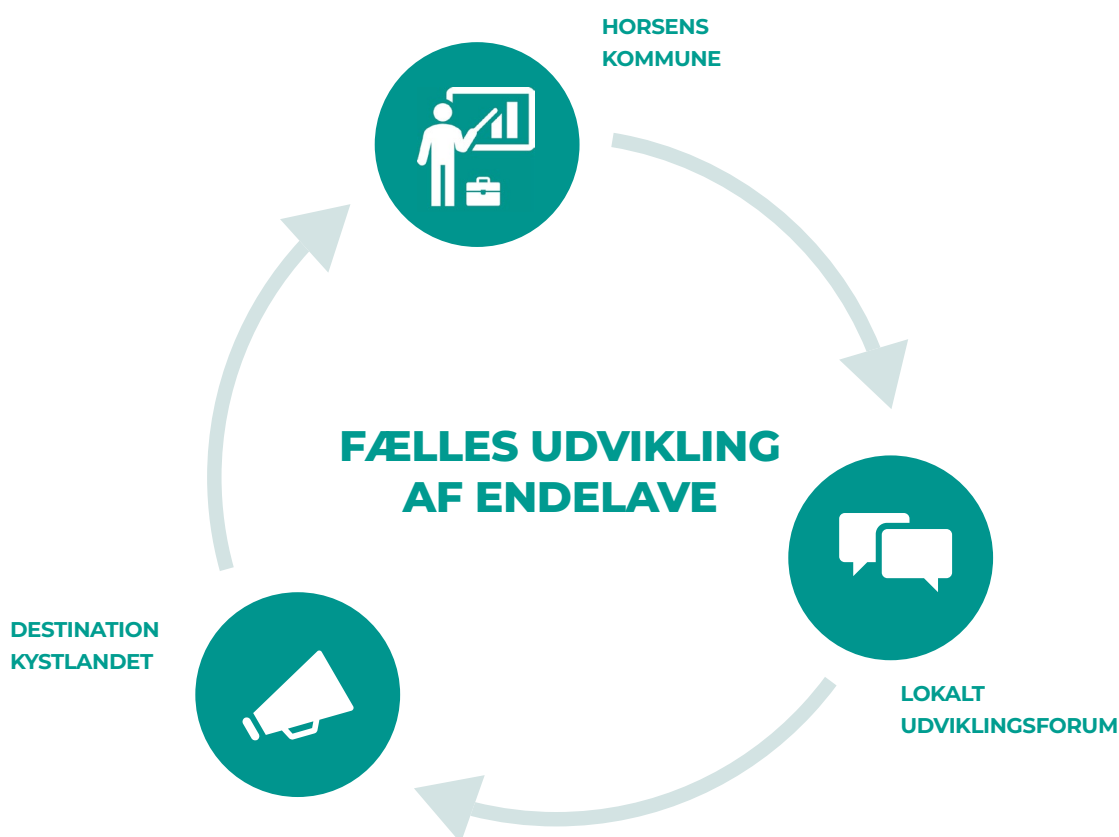 HORSENS
KOMMUNE
FÆLLES UDVIKLING
AF ENDELAVE
DESTINATION
KYSTLANDET
LOKALT
UDVIKLINGSFORUM